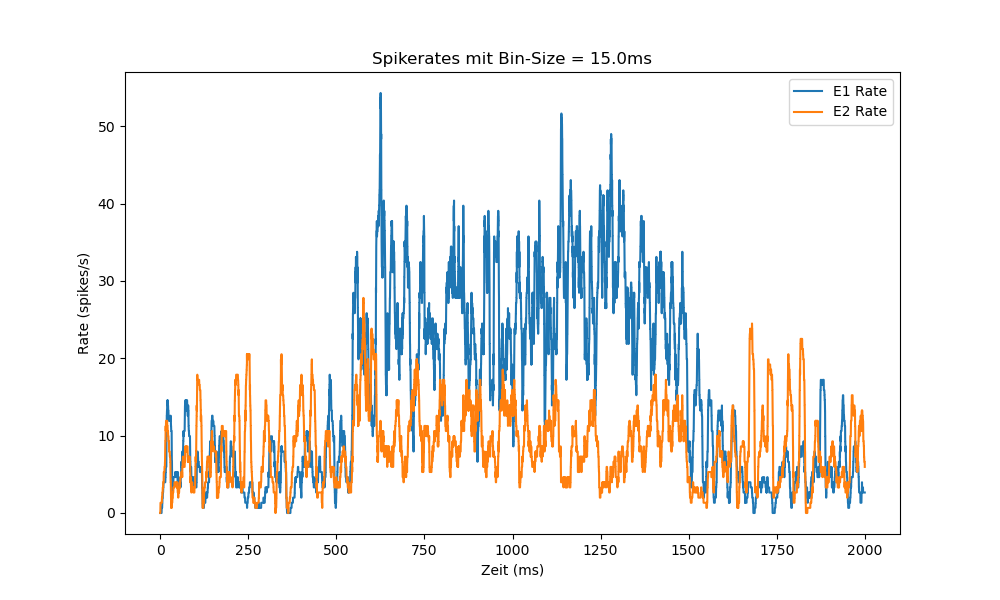 Spikerates mit Bin-Size = 15.0ms
E1 Rate
E2 Rate
50
40
30
20
10
0
Rate (spikes/s)
0 250 500 750 1000 1250 1500 1750 2000
Zeit (ms)